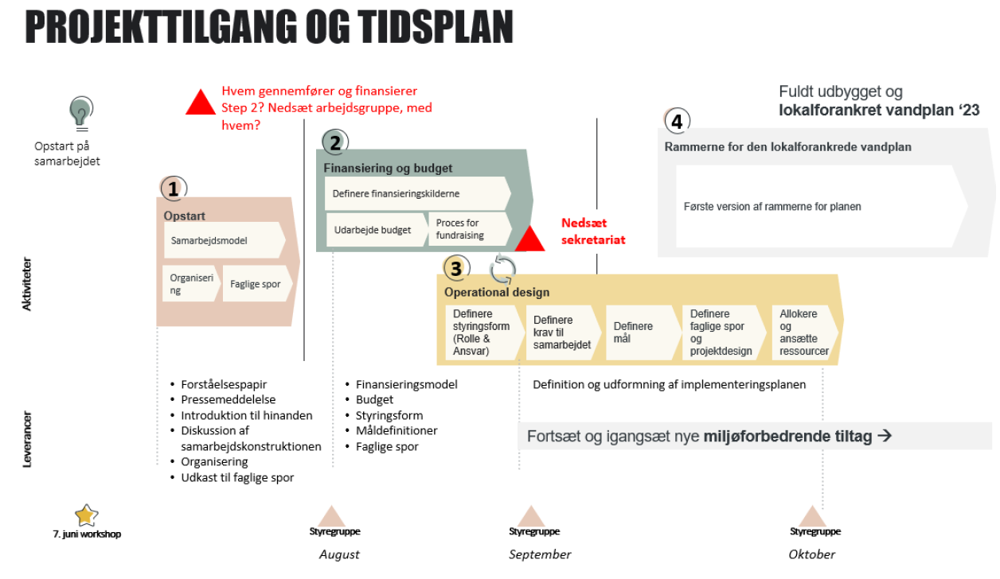 PROJEKTTILGANG OG TIDSPLAN
Hvem gennemfører og finansierer
Step 2? Nedsæt arbejdsgruppe, med
hvem?
Fuldt udbygget og
lokalforankret vandplan ‘23
Opstart på
samarbejdet
1
Opstart
Samarbejdsmodel
Organiseri
ng
Faglige spor
2
Finansiering og budget
Definere finansieringskilderne
Udarbejde budget
Proces for
fundraising
Nedsæt
sekretariat
3
Operational design
Definere
styringsform
(Rolle &
Ansvar)
Definere
krav til
samarbejdet
Definere
mål
Definere
faglige spor
og
projektdesign
Allokere
og
ansætte
ressourcer
4
Rammerne for den lokalforankrede vandplan
Første version af rammerne for planen
Aktiviteter
Leverancer
• Forståelsespapir
• Pressemeddelelse
• Introduktion til hinanden
• Diskussion af
samarbejdskonstruktionen
• Organisering
• Udkast til faglige spor
• Finansieringsmodel
• Budget
• Styringsform
• Måldefinitioner
• Faglige spor
Definition og udformning af implementeringsplanen
Fortsæt og igangsæt nye miljøforbedrende tiltag →
7. juni workshop
Styregruppe
August
Styregruppe
September
Styregruppe
Oktober